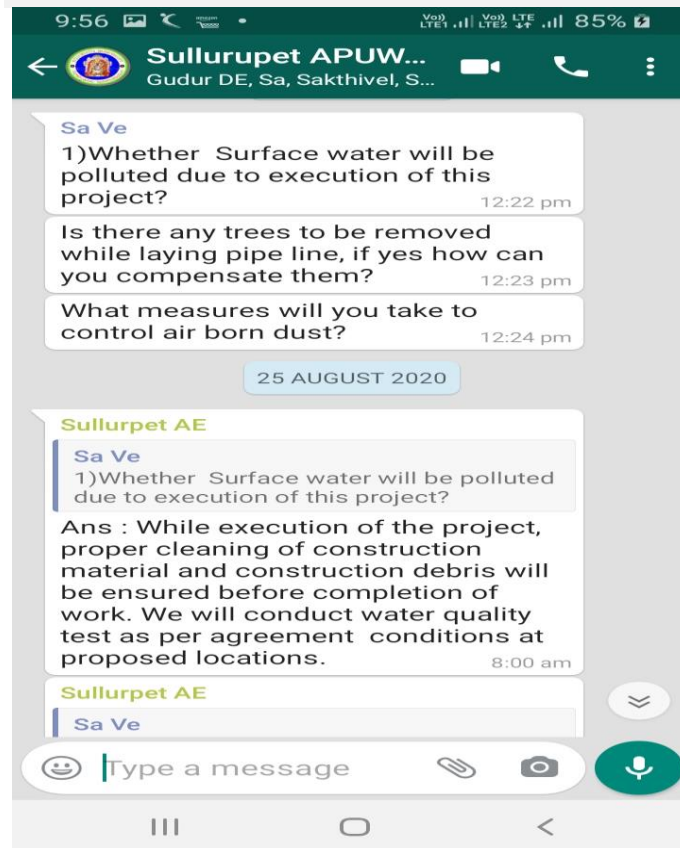 9:56
Vo)) LTE1 Vo)) LTE2 LTE 85%
Sullurupet APUW...
Gudur DE, Sa, Sakthivel, S...
Sa Ve
1)Whether Surface water will be
polluted due to execution of this
project?
12:22 pm
Is there any trees to be removed
while laying pipe line, if yes how can
you compensate them?
12:23 pm
What measures will you take to
control air born dust?
12:24 pm
25 AUGUST 2020
Sullurpet AE
Sa Ve
1)Whether Surface water will be polluted
due to execution of this project?
Ans : While execution of the project,
proper cleaning of construction
material and construction debris will
be ensured before completion of
work. We will conduct water quality
test as per agreement conditions at
proposed locations.
8:00 am
Sullurpet AE
Sa Ve
Type a message